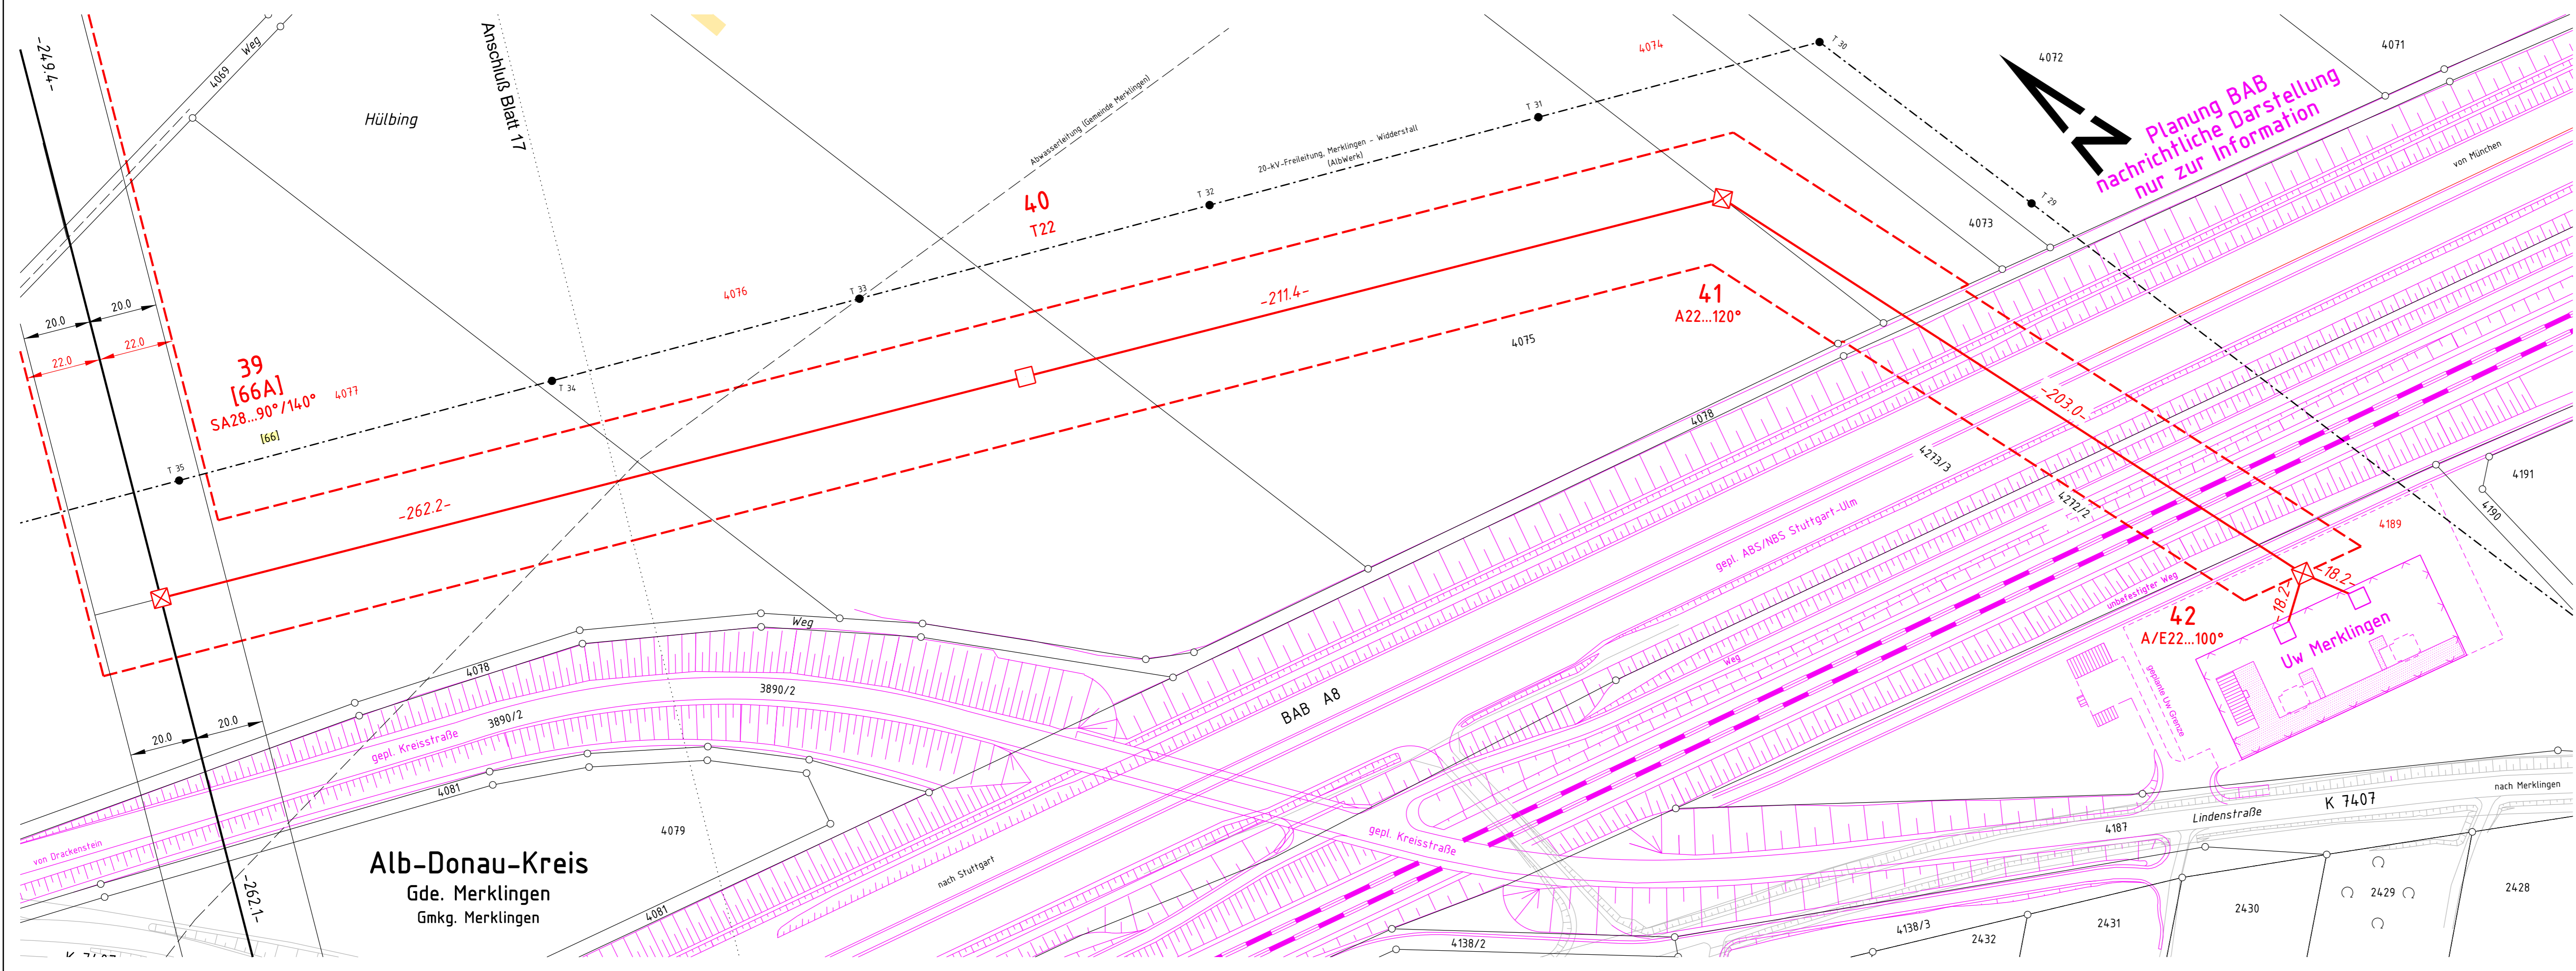 -249.4-
Weg
4069
Hülbing
Anschluß Blatt 17
Abwasserleitung (Gemeinde Merklingen)
20-kV-Freileitung, Merklingen - Widderstall
(AlbWerk)
T 30
T 31
T 32
T 33
T 34
T 35
T 29
4074
4072
4071
4073
Planung BAB
nachrichtliche Darstellung
nur zur Information
von München
20.0
20.0
22.0
22.0
39
[66A]
SA28...90°/140°
[66]
4077
4076
40
T22
-211.4-
-262.2-
4075
41
A22...120°
4078
4273/3
4272/2
-203.0-
gepl. ABS/NBS Stuttgart-Ulm
unbefestigter Weg
4189
4190
4191
42
A/E22...100°
-18.2-
-18.2-
Uw Merklingen
geplante Uw Grenze
Weg
Weg
4078
3890/2
3890/2
gepl. Kreisstraße
20.0
20.0
4081
4079
von Drackenstein
-262.1-
Alb-Donau-Kreis
Gde. Merklingen
Gmkg. Merklingen
4081
BAB A8
nach Stuttgart
gepl. Kreisstraße
K 7407
Lindenstraße
nach Merklingen
4187
4138/2
4138/3
2432
2431
2430
2429
2428